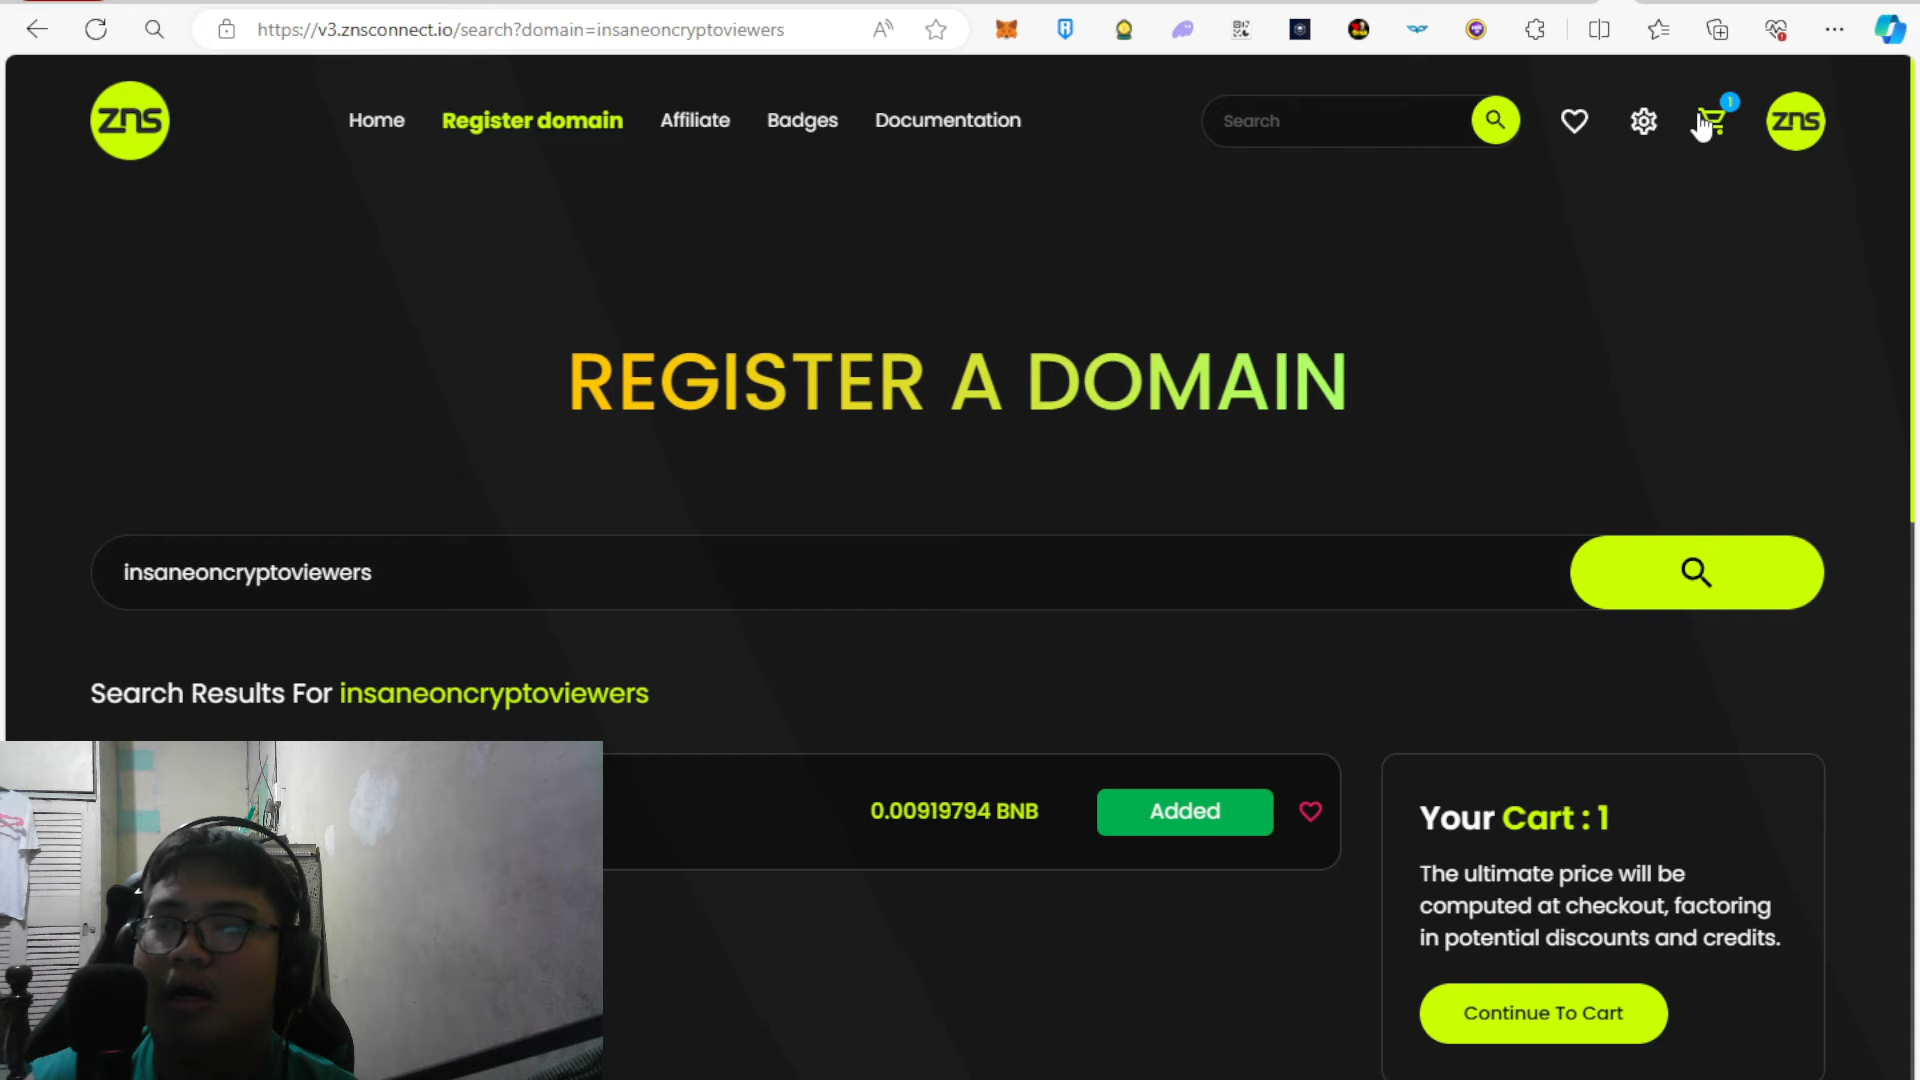 https://v3.znsconnect.io/search?domain=insaneoncryptoviewers
zns
Home
Register domain
Affiliate
Badges
Documentation
Search
1
zns
REGISTER A DOMAIN
insaneoncryptoviewers
Search Results For insaneoncryptoviewers
0.00919794 BNB
Added
Your Cart : 1
The ultimate price will be
computed at checkout, factoring
in potential discounts and credits.
Continue To Cart